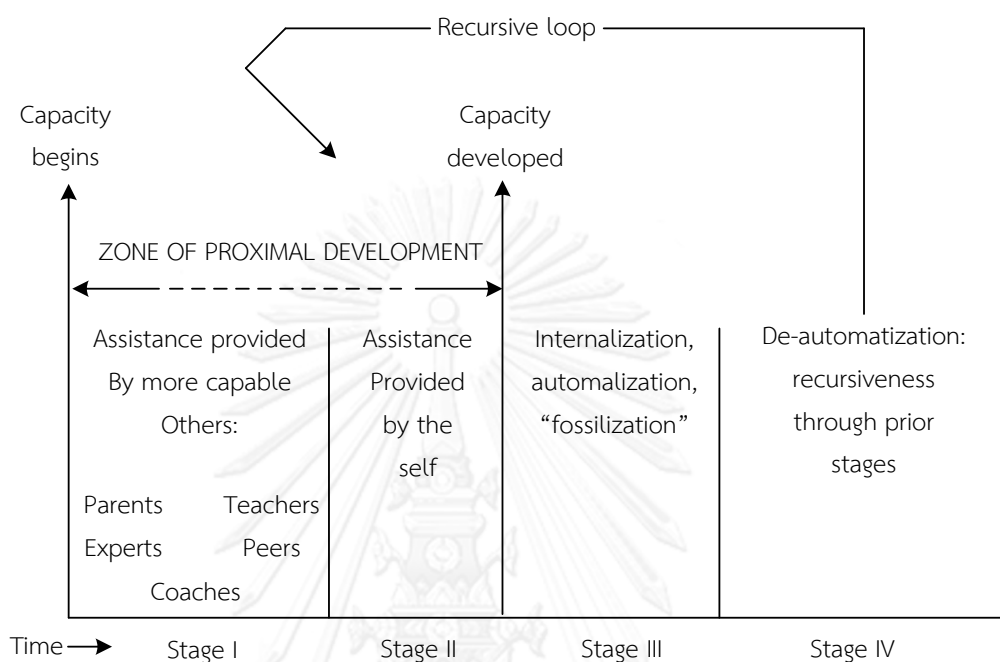 Recursive loop
Capacity
begins
Capacity
developed
ZONE OF PROXIMAL DEVELOPMENT
Assistance provided
By more capable
Others:
Parents Teachers
Experts Peers
Coaches
Assistance
Provided
by the
self
Internalization,
automalization,
“fossilization”
De-automatization:
recursiveness
through prior
stages
Time
Stage I
Stage II
Stage III
Stage IV